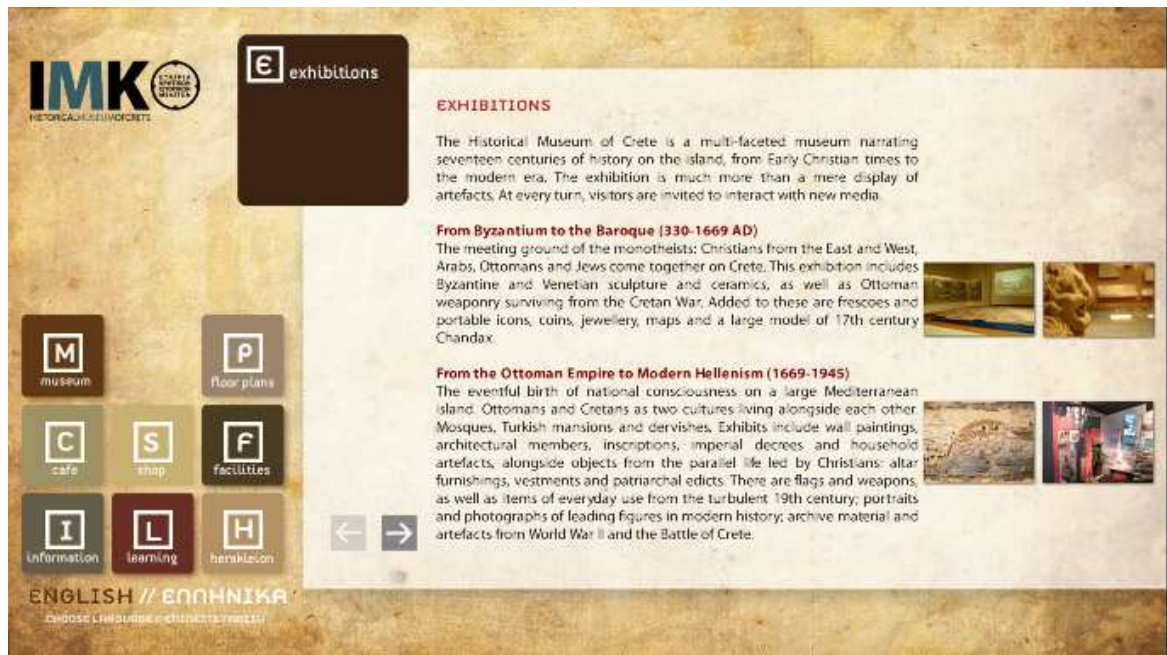 IMK
HISTORICALMUSEUMOFCRETE
Є exhibitions
ЄXHIBITIONS
The Historical Museum of Crete is a multi-faceted museum narrating
seventeen centuries of history on the island, from Early Christian times to
the modern era. The exhibition is much more than a mere display of
artefacts. At every turn, visitors are invited to interact with new media.
From Byzantium to the Baroque (330-1669 AD)
The meeting ground of the monotheists: Christians from the East and West,
Arabs, Ottomans and Jews come together on Crete. This exhibition includes
Byzantine and Venetian sculpture and ceramics, as well as Ottoman
weaponry surviving from the Cretan War. Added to these are frescoes and
portable icons, coins, jewellery, maps and a large model of 17th century
Chandax.
From the Ottoman Empire to Modern Hellenism (1669-1945)
The eventful birth of national consciousness on a large Mediterranean
island. Ottomans and Cretans as two cultures living alongside each other.
Mosques, Turkish mansions and dervishes. Exhibits include wall paintings,
architectural members, inscriptions, imperial decrees and household
artefacts, alongside objects from the parallel life led by Christians: altar
furnishings, vestments and patriarchal edicts. There are flags and weapons,
as well as items of everyday use from the turbulent 19th century; portraits
and photographs of leading figures in modern history; archive material and
artefacts from World War II and the Battle of Crete.
M
museum
P
floor plans
C
cafe
S
shop
F
facilities
I
information
L
learning
H
herakleion
ЄNGLISH // ЄΛΛΗΝΙΚΑ
CHOOSE LANGUAGE //